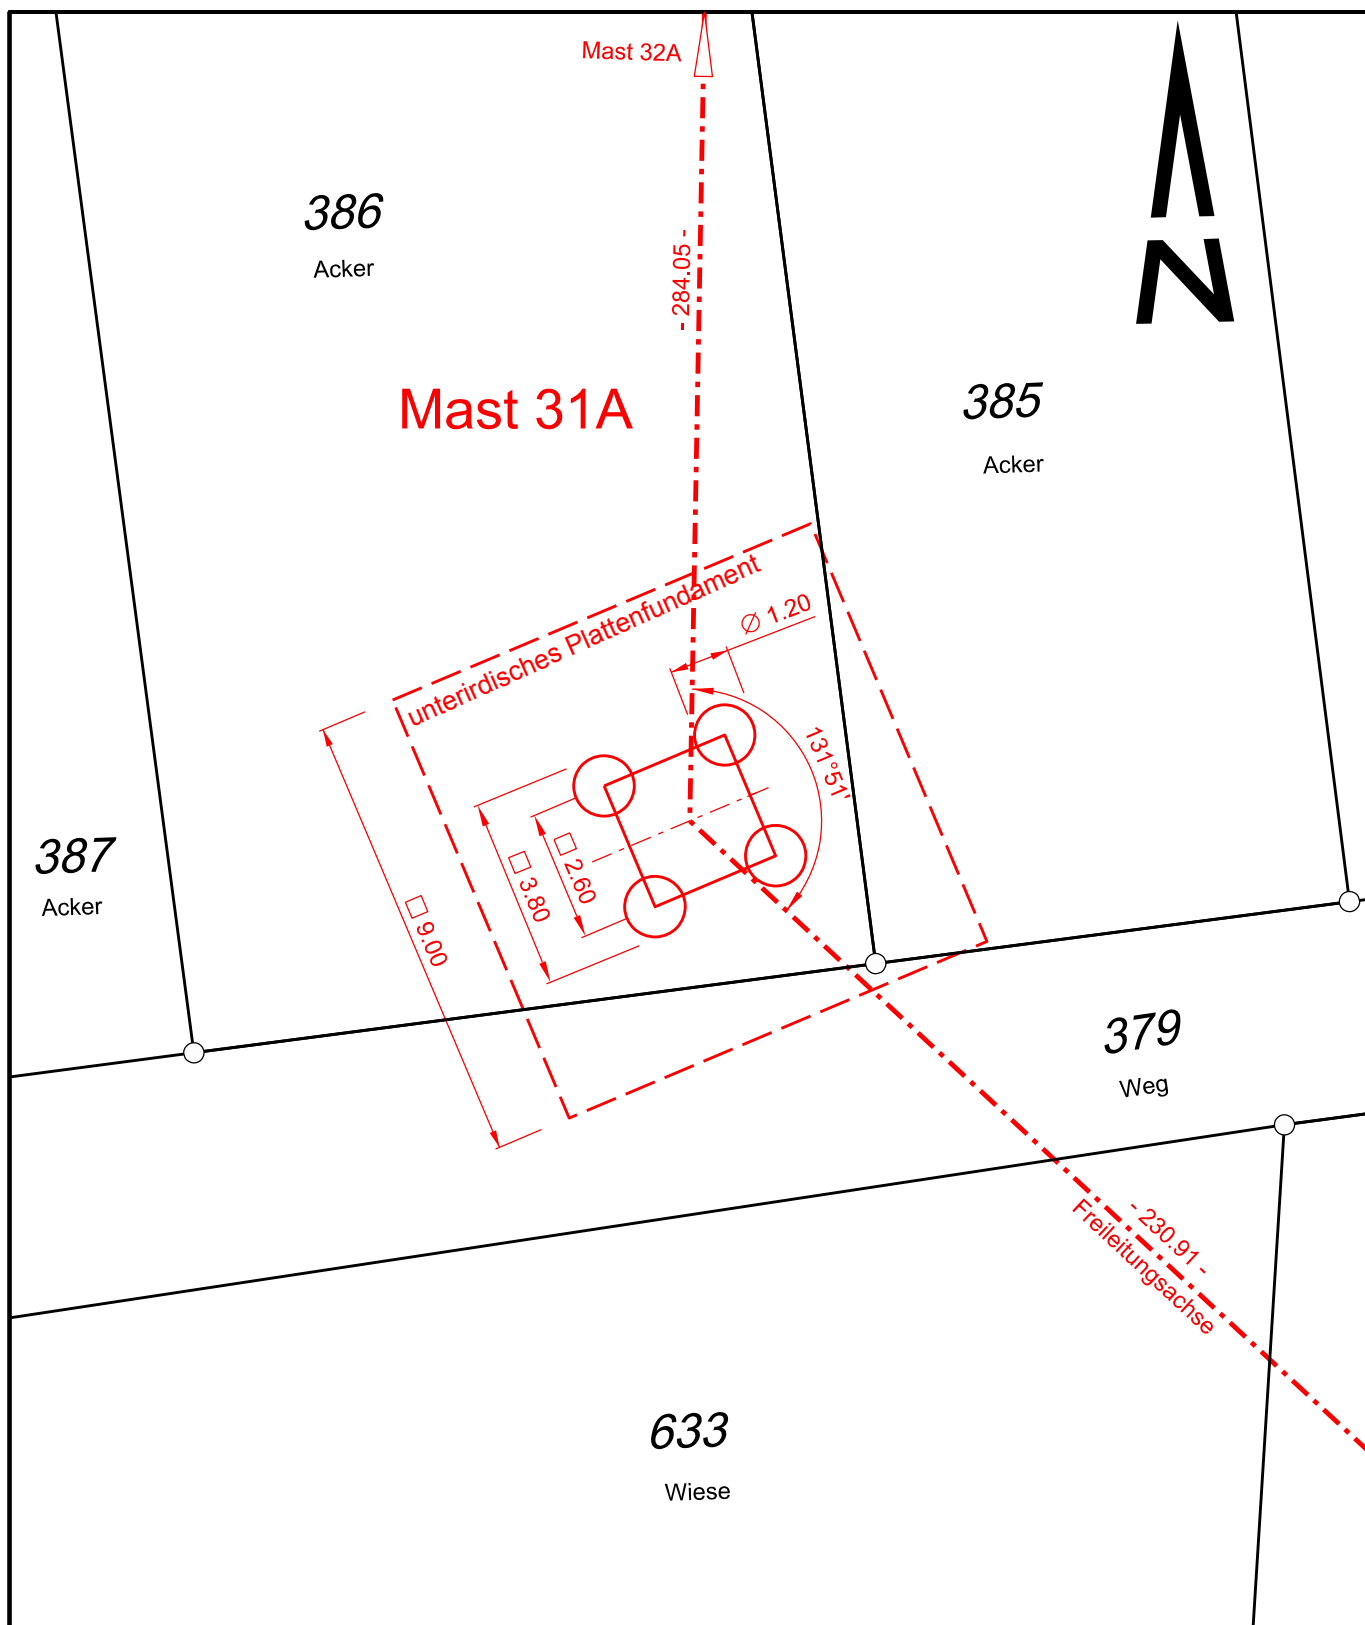 Mast 32A
N
386
Acker
- 284.05 -
Mast 31A
385
Acker
unterirdisches Plattenfundament
Ø 1.20
131°51'
387
Acker
□ 2.60
□ 3.80
□ 9.00
379
Weg
- 230.91 -
Freileitungsachse
633
Wiese